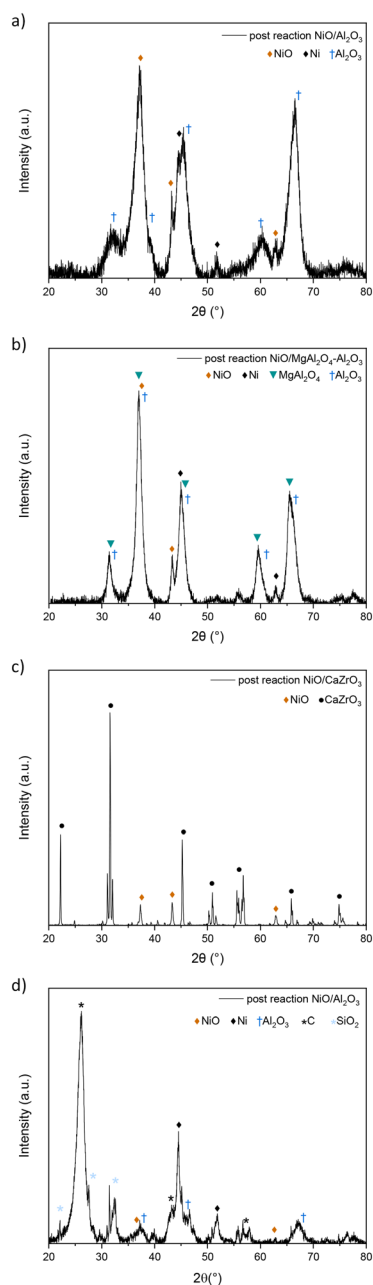 a)
post reaction NiO/Al₂O₃
♦NiO ♦Ni †Al₂O₃
Intensity (a.u.)
20 30 40 50 60 70 80
2θ (°)
b)
post reaction NiO/MgAl₂O₄-Al₂O₃
♦NiO ♦Ni ▼MgAl₂O₄ †Al₂O₃
Intensity (a.u.)
20 30 40 50 60 70 80
2θ (°)
c)
post reaction NiO/CaZrO₃
♦NiO ●CaZrO₃
Intensity (a.u.)
20 30 40 50 60 70 80
2θ (°)
d)
post reaction NiO/Al₂O₃
♦NiO ♦Ni †Al₂O₃ *C *SiO₂
Intensity (a.u.)
20 30 40 50 60 70 80
2θ(°)